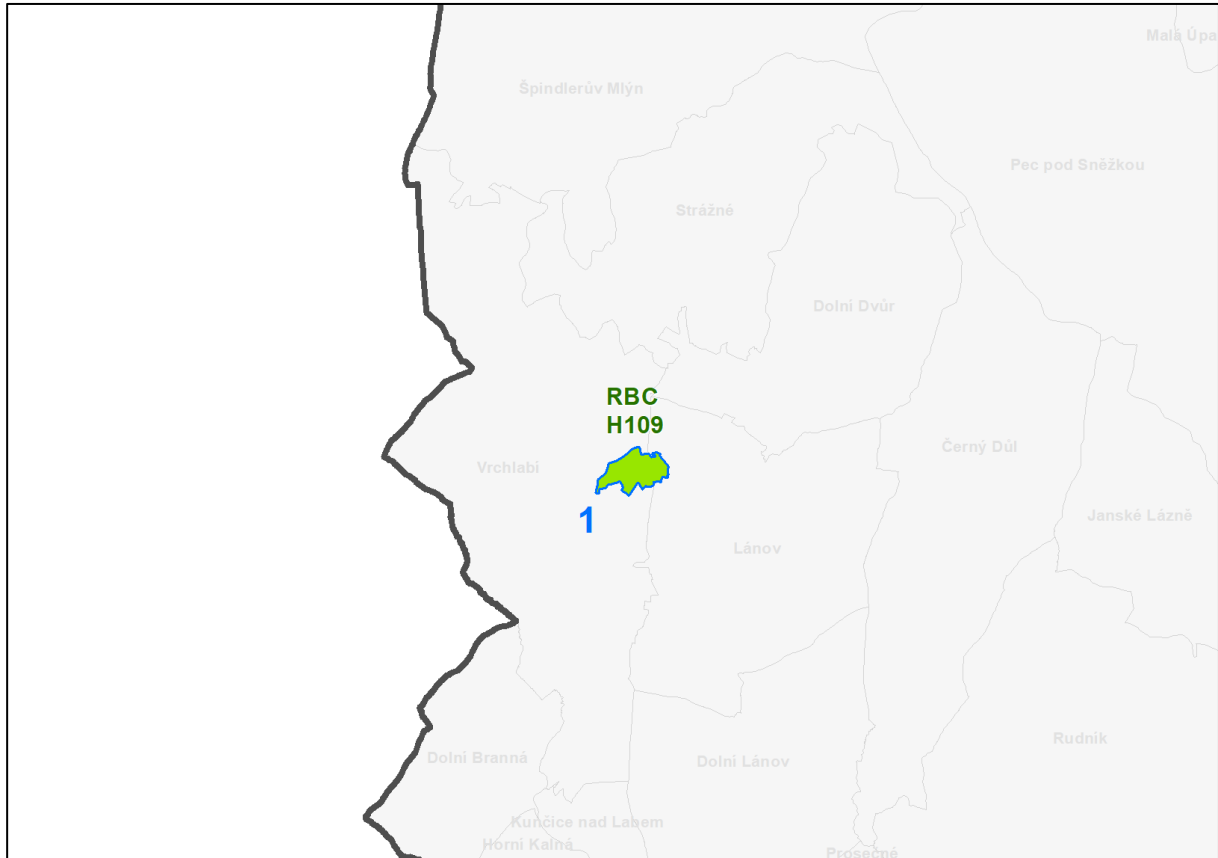 Malá Úpa
Špindlerův Mlýn
Pec pod Sněžkou
Strážné
Dolní Dvůr
RBC
H109
Černý Důl
Vrchlabí
1
Janské Lázně
Lánov
Rudník
Dolní Branná
Dolní Lánov
Kunčice nad Labem
Horní Kalná
Prosečné